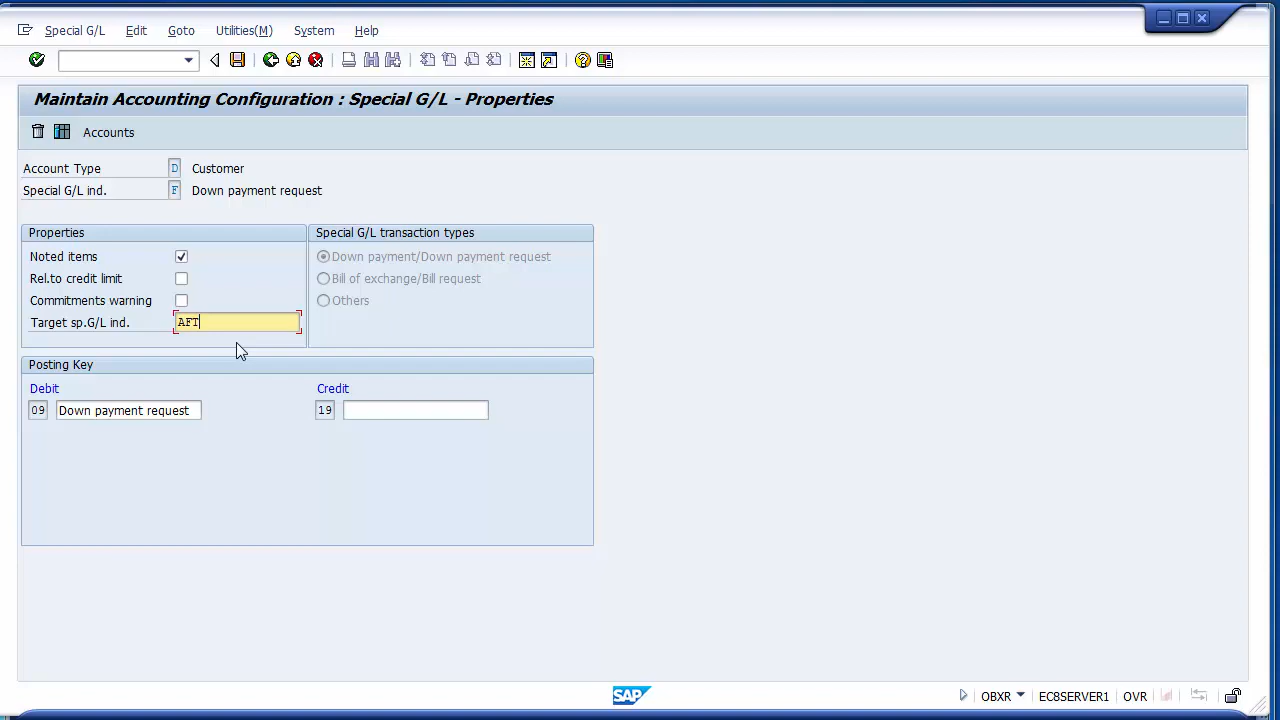 Special G/L Edit Goto Utilities(M) System Help
Maintain Accounting Configuration : Special G/L - Properties
Accounts
Account Type D Customer
Special G/L ind. F Down payment request
Properties Special G/L transaction types
Noted items Down payment/Down payment request
Rel.to credit limit Bill of exchange/Bill request
Commitments warning Others
Target sp.G/L ind. AFT
Posting Key
Debit Credit
09 Down payment request 19
SAP OBXR ECGSERVER1 OVR